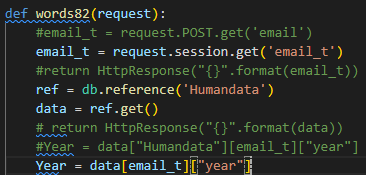 def words82(request):
#email_t = request.POST.get('email')
email_t = request.session.get('email_t')
#return HttpResponse("{}".format(email_t))
ref = db.reference('Humandata')
data = ref.get()
# return HttpResponse("{}".format(data))
#Year = data["Humandata"][email_t]["year"]
Year = data[email_t]["year"]